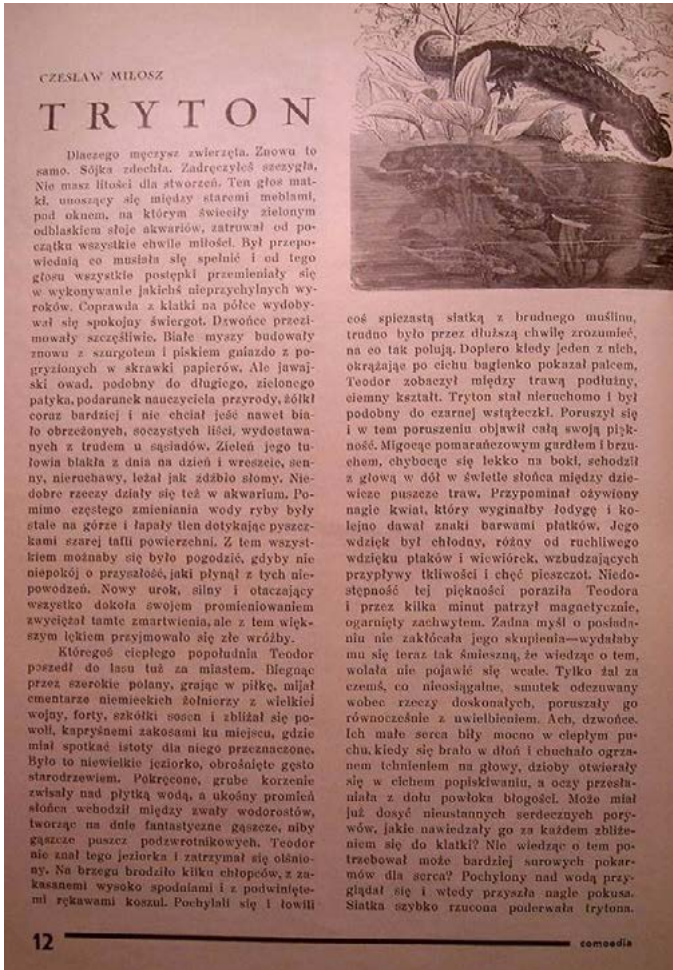 CZESŁAW MIŁOSZ
TRYTON
Dlaczego męczysz zwierzęta. Znowu to
samo. Sójka zdechła. Zadręczyłeś szczygła.
Nie masz litości dla stworzeń. Ten głos mat-
ki, unoszący się między staremi meblami,
pod oknem, na którym świeciły zielonym
odblaskiem słoje akwariów, zatruwał od po-
czątku wszystkie chwile miłości. Był przepo-
wiednią co musiała się spełnić i od tego
głosu wszystkie postępki przemieniały się
w wykonywanie jakichś nieprzychylnych wy-
roków. Coprawda z klatki na półce wydoby-
wał się spokojny świergot. Dzwońce przezi-
mowały szczęśliwie. Białe myszy budowały
znowu z szurgotem i piskiem gniazdo z po-
gryzionych w skrawki papierów. Ale jawaj-
ski owad, podobny do długiego, zielonego
patyka, podarunek nauczyciela przyrody, żółkł
coraz bardziej i nie chciał jeść nawet bia-
ło obrzeżonych, soczystych liści, wydostawa-
nych z trudem u sąsiadów. Zieleń jego tu-
łowia blakła z dnia na dzień i wreszcie, sen-
ny, nieruchawy, leżał jak źdźbło słomy. Nie-
dobre rzeczy działy się też w akwarium. Po-
mimo częstego zmieniania wody ryby były
stale na górze i łapały tlen dotykając pyszcz-
kami szarej tafli powierzchni. Z tem wszyst-
kiem możnaby się było pogodzić, gdyby nie
niepokój o przyszłość, jaki płynął z tych nie-
powodzeń. Nowy urok, silny i otaczający
wszystko dokoła swojem promieniowaniem
zwyciężał tamte zmartwienia, ale z tem więk-
szym lękiem przyjmowało się złe wróżby.
Któregoś ciepłego popołudnia Teodor
poszedł do lasu tuż za miastem. Biegnąc
przez szerokie polany, grając w piłkę, mijał
cmentarze niemieckich żołnierzy z wielkiej
wojny, forty, szkółki sosen i zbliżał się po-
woli, kapryśnemi zakosami ku miejscu, gdzie
miał spotkać istoty dla niego przeznaczone.
Było to niewielkie jeziorko, obrośnięte gęsto
starodrzewiem. Pokręcone, grube korzenie
zwisały nad płytką wodą, a ukośny promień
słońca wchodził między zwały wodorostów,
tworząc na dnie fantastyczne gąszcze, niby
gąszcze puszcz podzwrotnikowych. Teodor
nie znał tego jeziorka i zatrzymał się olśnio-
ny. Na brzegu brodziło kilku chłopców, z za-
kasanemi wysoko spodniami i z podwinięte-
mi rękawami koszul. Pochylali się i łowili
coś spiczastą siatką z brudnego muślinu,
trudno było przez dłuższą chwilę zrozumieć,
na co tak polują. Dopiero kiedy jeden z nich,
okrążając po cichu bagienko pokazał palcem,
Teodor zobaczył między trawą podłużny,
ciemny kształt. Tryton stał nieruchomo i był
podobny do czarnej wstążeczki. Poruszył się
i w tem poruszeniu objawił całą swoją pięk-
ność. Migocąc pomarańczowym gardłem i brzu-
chem, chybocąc się lekko na boki, schodził
z głową w dół w świetle słońca między dzie-
wicze puszcze traw. Przypominał ożywiony
nagle kwiat, który wyginałby łodygę i ko-
lejno dawał znaki barwami płatków. Jego
wdzięk był chłodny, różny od ruchliwego
wdzięku ptaków i wiewiórek, wzbudzających
przypływy tkliwości i chęć pieszczot. Niedo-
stępność tej piękności poraziła Teodora
i przez kilka minut patrzył magnetycznie,
ogarnięty zachwytem. Żadna myśl o posiada-
niu nie zakłócała jego skupienia—wydałaby
mu się teraz tak śmieszną, że wiedząc o tem,
wolała nie pojawić się wcale. Tylko żal za
czemś, co nieosiągalne, smutek odczuwany
wobec rzeczy doskonałych, poruszały go
równocześnie z uwielbieniem. Ach, dzwońce.
Ich małe serca biły mocno w ciepłym pu-
chu, kiedy się brało w dłoń i chuchało ogrza-
nem tchnieniem na głowy, dzioby otwierały
się w cichem popiskiwaniu, a oczy przesła-
niała z dołu powłoka błogości. Może miał
już dosyć nieustannych serdecznych pory-
wów, jakie nawiedzały go za każdem zbliże-
niem się do klatki? Nie wiedząc o tem po-
trzebował może bardziej surowych pokar-
mów dla serca? Pochylony nad wodą przy-
glądał się i wtedy przyszła nagle pokusa.
Siatka szybko rzucona poderwała trytona.
12
comoedia